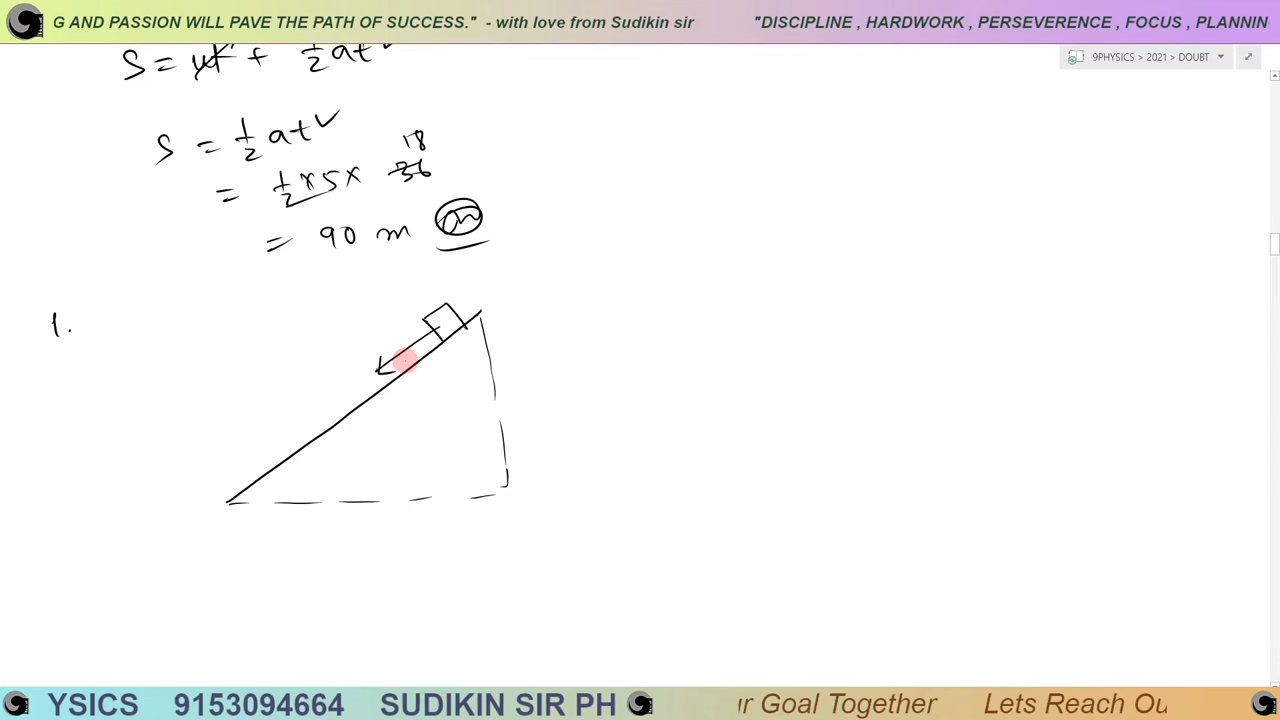 G AND PASSION WILL PAVE THE PATH OF SUCCESS." - with love from Sudikin sir "DISCIPLINE , HARDWORK , PERSEVERENCE , FOCUS , PLANNIN
9PHYSICS > 2021 > DOUBT
S = ut + 1/2 at²
S = 1/2 at²
= 1/2 x 5 x 36 18
= 90 m
1.
YSICS 9153094664 SUDIKIN SIR PH ur Goal Together Lets Reach Ou